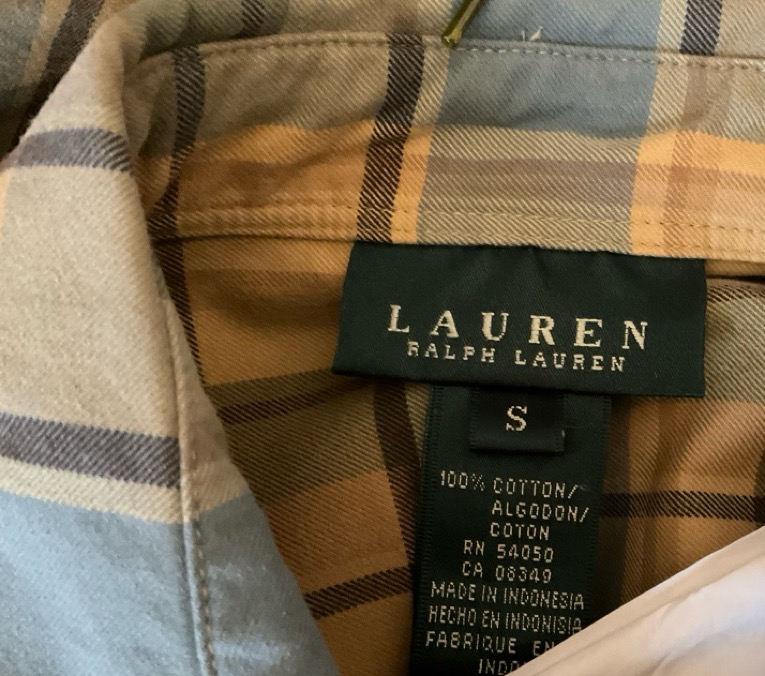 LAUREN
RALPH LAUREN
S
100% COTTON/
ALGODON/
COTON
RN 54050
CA 08349
MADE IN INDONESIA
HECHO EN INDONISIA
FABRIQUE EN